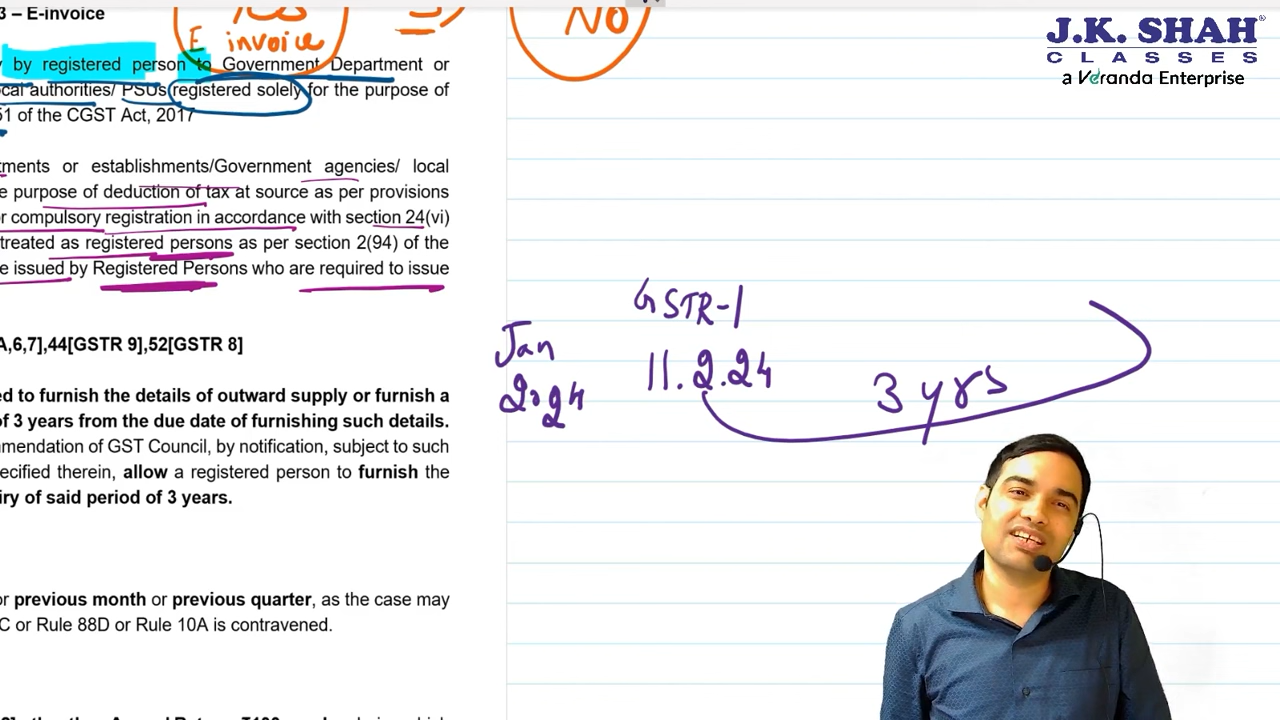 3 – E-invoice
E
invoice
NO
J.K. SHAH
CLASSES
a Veranda Enterprise
by registered person to Government Department or
cal authorities/ PSUs registered solely for the purpose of
51 of the CGST Act, 2017
tments or establishments/Government agencies/ local
e purpose of deduction of tax at source as per provisions
or compulsory registration in accordance with section 24(vi)
treated as registered persons as per section 2(94) of the
e issued by Registered Persons who are required to issue
A,6,7],44[GSTR 9],52[GSTR 8]
ed to furnish the details of outward supply or furnish a
of 3 years from the due date of furnishing such details.
mmendation of GST Council, by notification, subject to such
ecified therein, allow a registered person to furnish the
iry of said period of 3 years.
or previous month or previous quarter, as the case may
C or Rule 88D or Rule 10A is contravened.
GSTR-1
Jan
2024
11.2.24
3 yrs